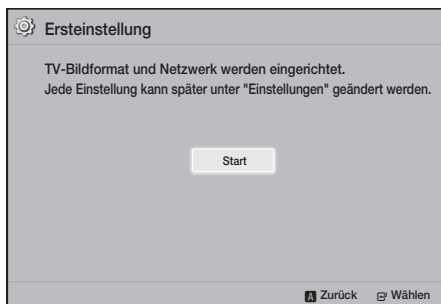 Ersteinstellung
TV-Bildformat und Netzwerk werden eingerichtet.
Jede Einstellung kann später unter "Einstellungen" geändert werden.
Start
A Zurück Wählen